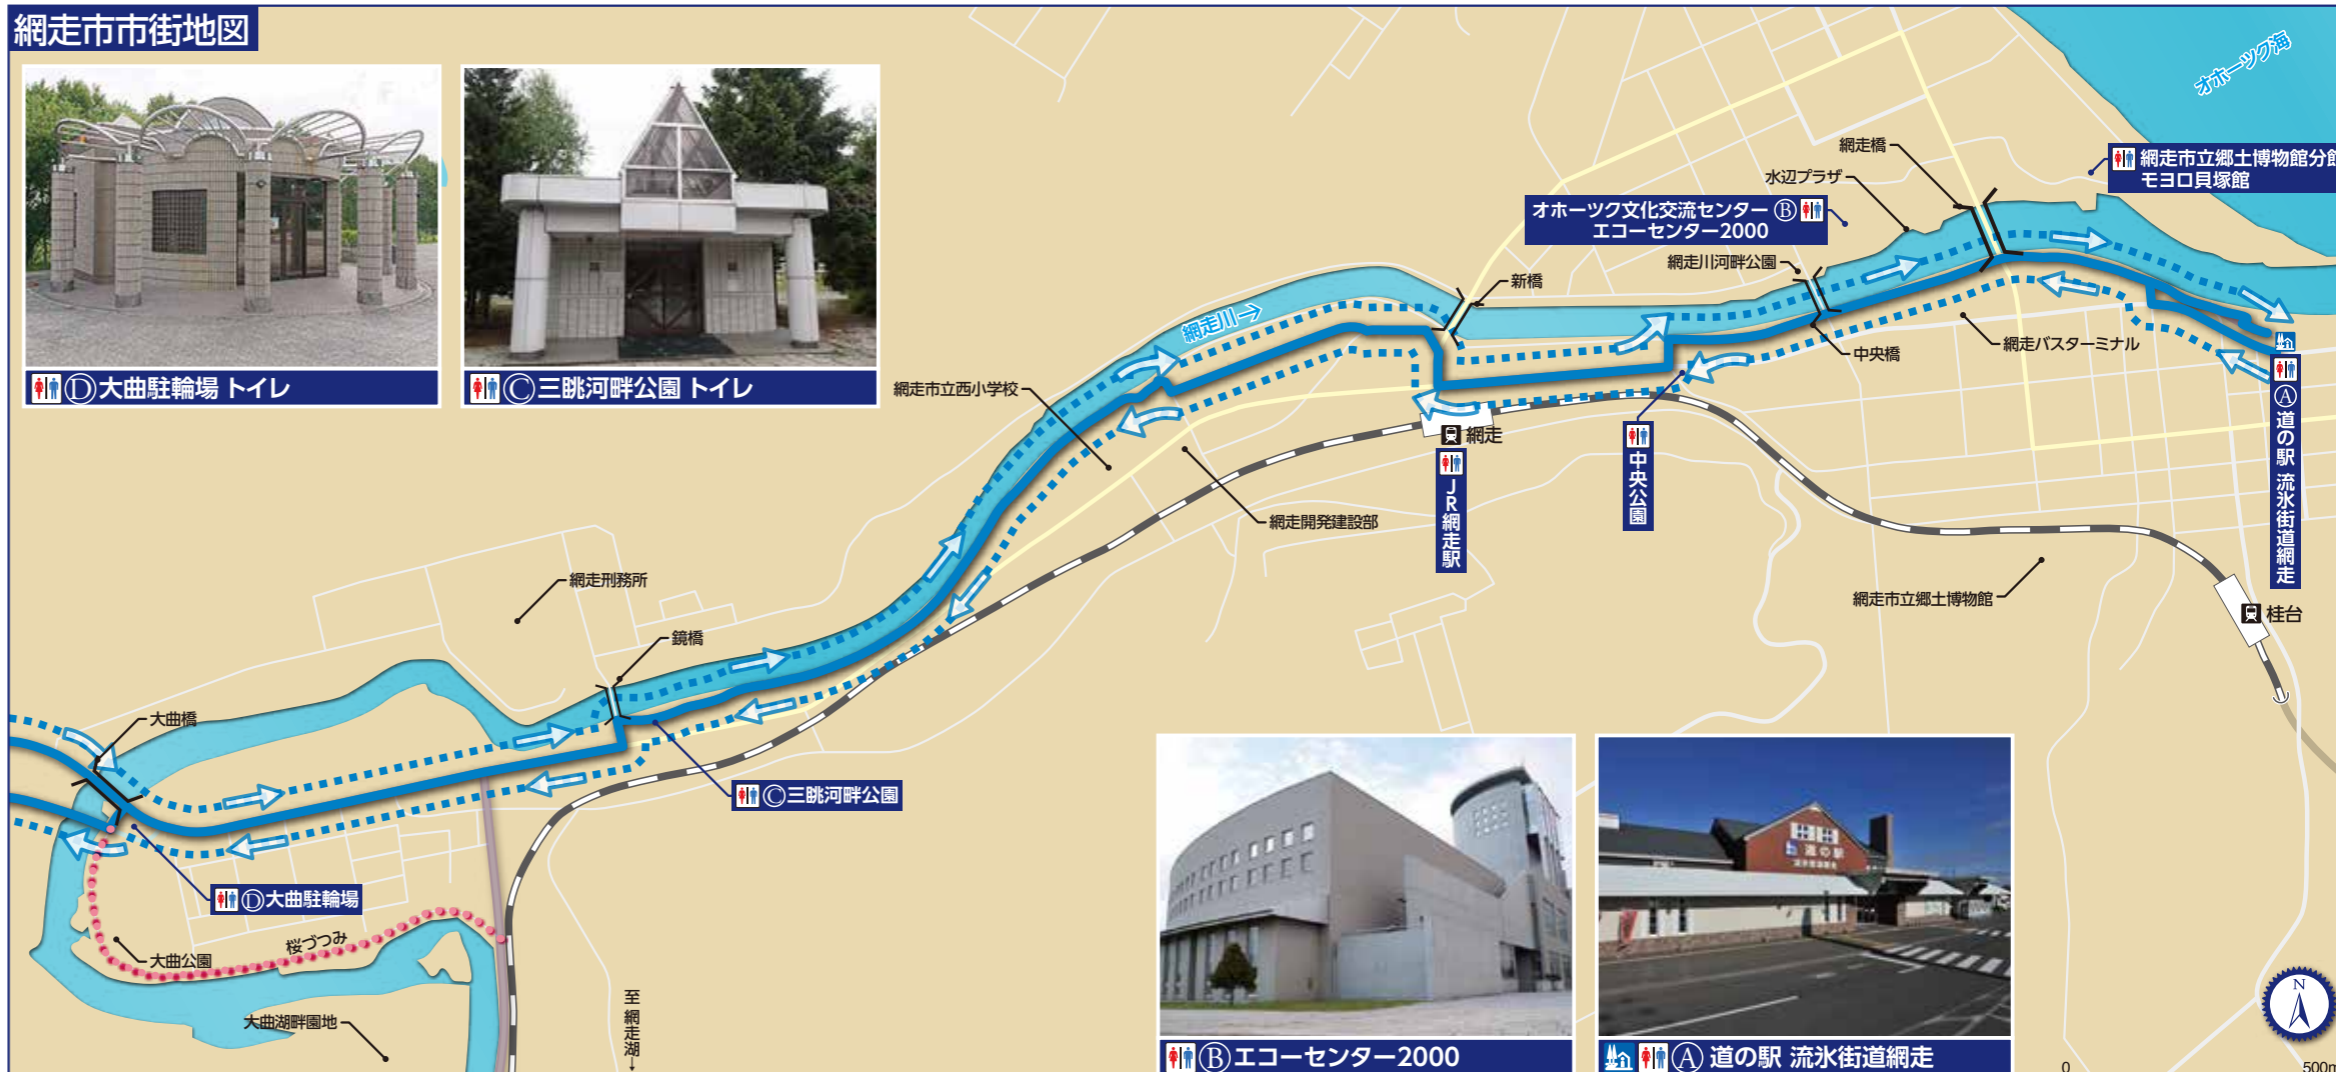 網走市市街地図
オホーツク海
網走橋
水辺プラザ
網走市立郷土博物館分館
モヨロ貝塚館
オホーツク文化交流センター Ⓑ
エコーセンター2000
網走川河畔公園
新橋
網走川→
中央橋
網走バスターミナル
Ⓓ大曲駐輪場 トイレ
Ⓒ三眺河畔公園 トイレ
網走市立西小学校
網走
JR網走駅
中央公園
Ⓐ道の駅 流氷街道網走
網走開発建設部
網走刑務所
網走市立郷土博物館
桂台
鏡橋
大曲橋
Ⓒ三眺河畔公園
Ⓓ大曲駐輪場
桜づつみ
大曲公園
大曲湖畔園地
至 網走湖→
道の駅
N
Ⓑエコーセンター2000
Ⓐ 道の駅 流氷街道網走
0
500m